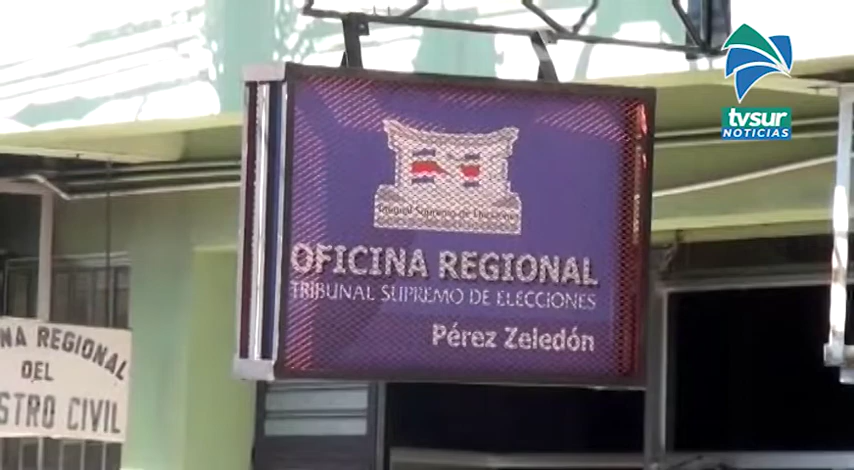 tvsur
NOTICIAS
Tribunal Supremo de Elecciones
OFICINA REGIONAL
TRIBUNAL SUPREMO DE ELECCIONES
Pérez Zeledón
NA REGIONAL
DEL
STRO CIVIL